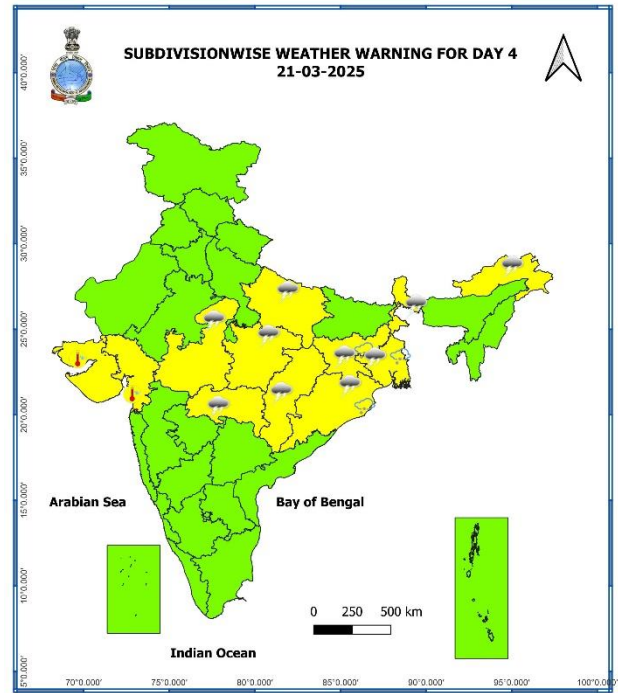 SUBDIVISIONWISE WEATHER WARNING FOR DAY 4
21-03-2025
40°0.000'
35°0.000'
30°0.000'
25°0.000'
20°0.000'
15°0.000'
10°0.000'
5°0.000'
Arabian Sea
Bay of Bengal
0 250 500 km
Indian Ocean
70°0.000' 75°0.000' 80°0.000' 85°0.000' 90°0.000' 95°0.000' 100°0.000'